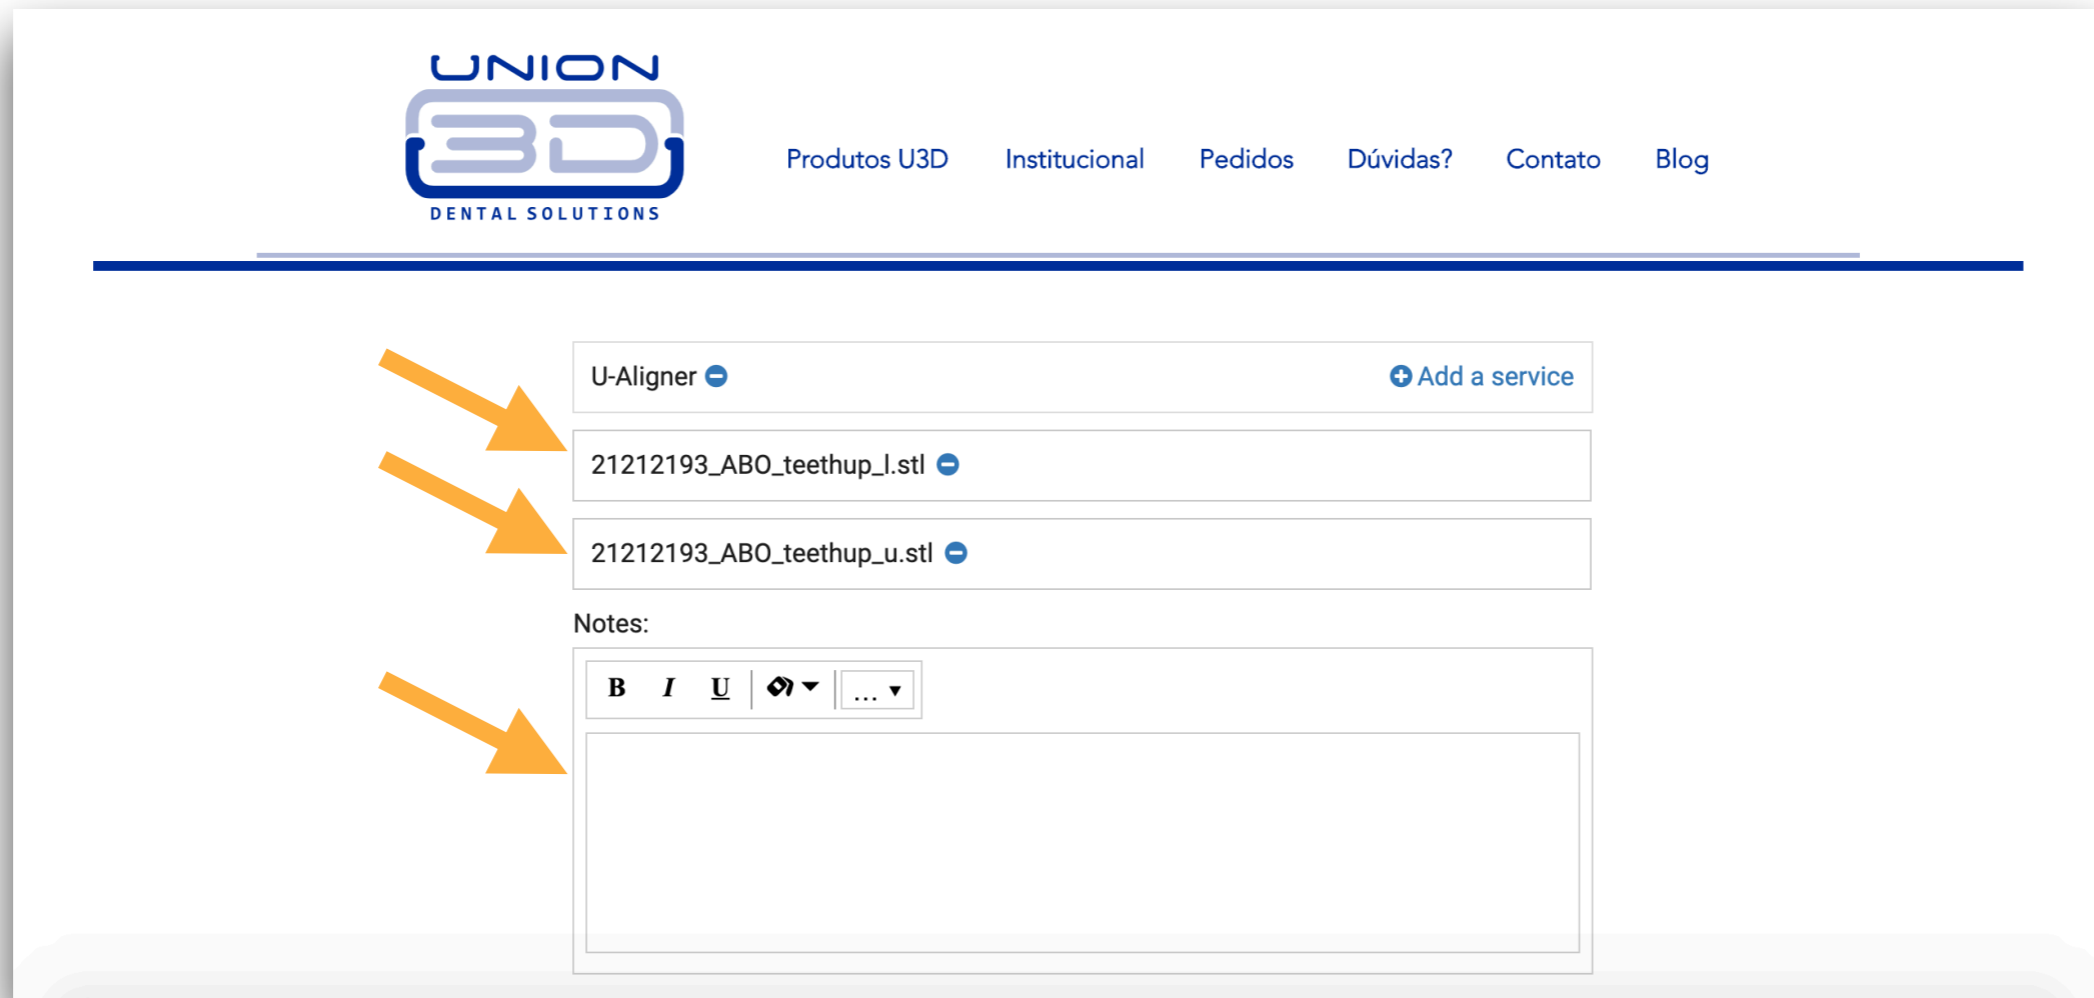 UNION
3D
DENTAL SOLUTIONS
Produtos U3D Institucional Pedidos Dúvidas? Contato Blog
U-Aligner Add a service
21212193_ABO_teethup_l.stl
21212193_ABO_teethup_u.stl
Notes:
B I U ...